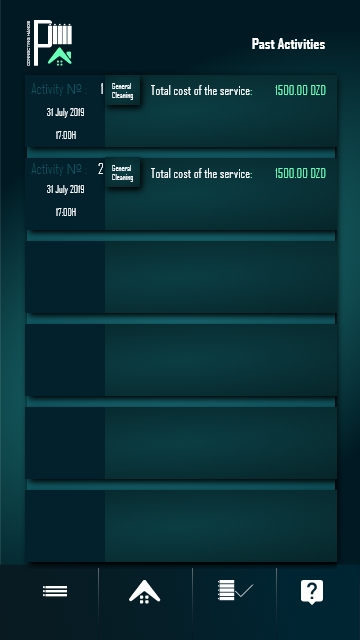 Past Activities
Activity Nº : 1
General
Cleaning
Total cost of the service: 1500.00 DZD
31 July 2019
17:00H
Activity Nº : 2
General
Cleaning
Total cost of the service: 1500.00 DZD
31 July 2019
17:00H
?